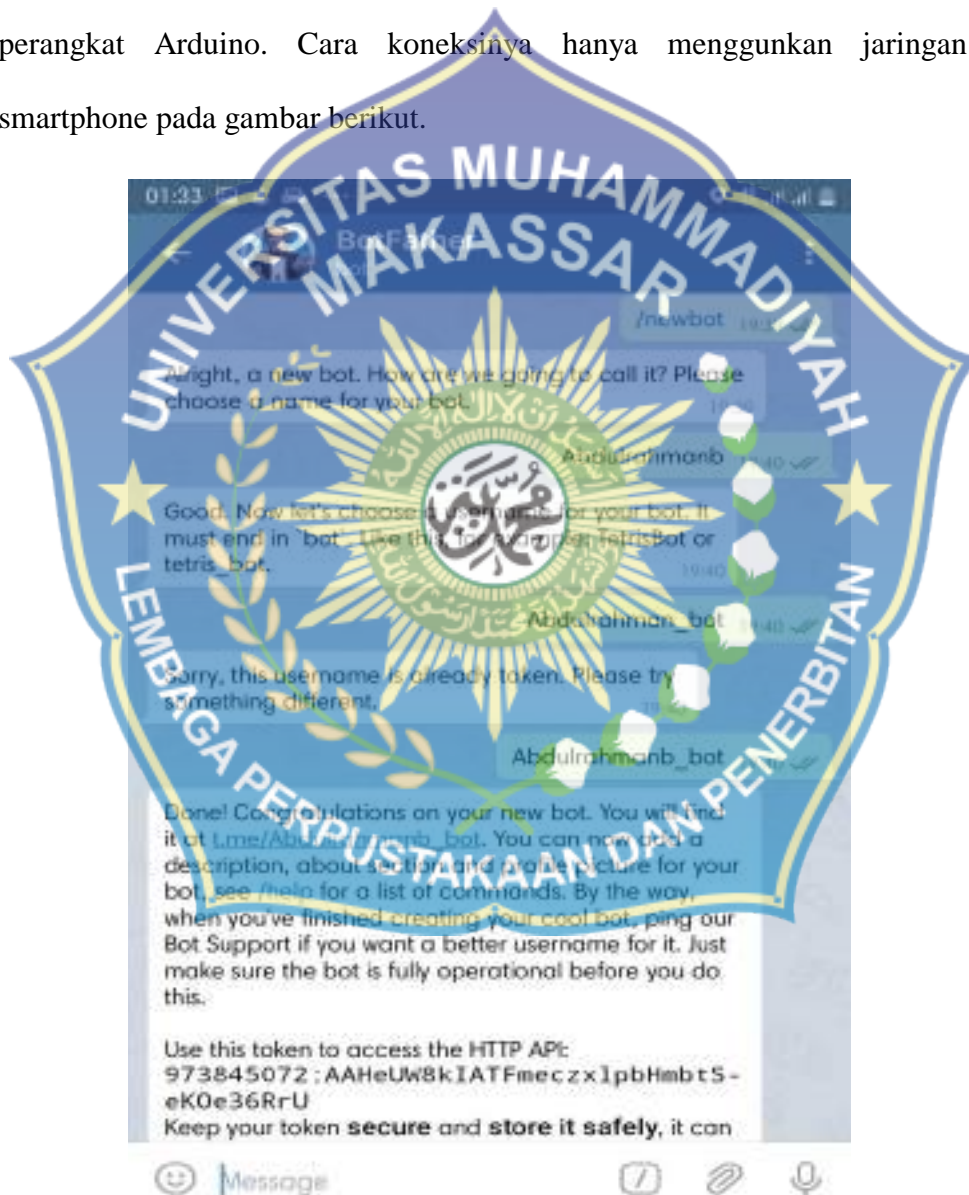 perangkat Arduino. Cara koneksinya hanya menggunkan jaringan
smartphone pada gambar berikut.
UNIVERSITAS MUHAMMADIYAH
MAKASSAR
LEMBAGA PERPUSTAKAAN DAN PENERBITAN
01:33
BotFather
bot
/newbot
Alright, a new bot. How are we going to call it? Please
choose a name for your bot.
Abdulrahmanb 19:40
Good. Now let's choose a username for your bot. It
must end in `bot`. Like this, for example: TetrisBot or
tetris_bot.
19:40
Abdulrahman_bot 19:40
Sorry, this username is already taken. Please try
something different.
Abdulrahmanb_bot
Done! Congratulations on your new bot. You will find
it at t.me/Abdulrahmanb_bot. You can now add a
description, about section and profile picture for your
bot, see /help for a list of commands. By the way,
when you've finished creating your cool bot, ping our
Bot Support if you want a better username for it. Just
make sure the bot is fully operational before you do
this.
Use this token to access the HTTP API:
973845072:AAHeUW8kIATFmeczxlpbHmbtS-
eKOe36RrU
Keep your token secure and store it safely, it can
Message